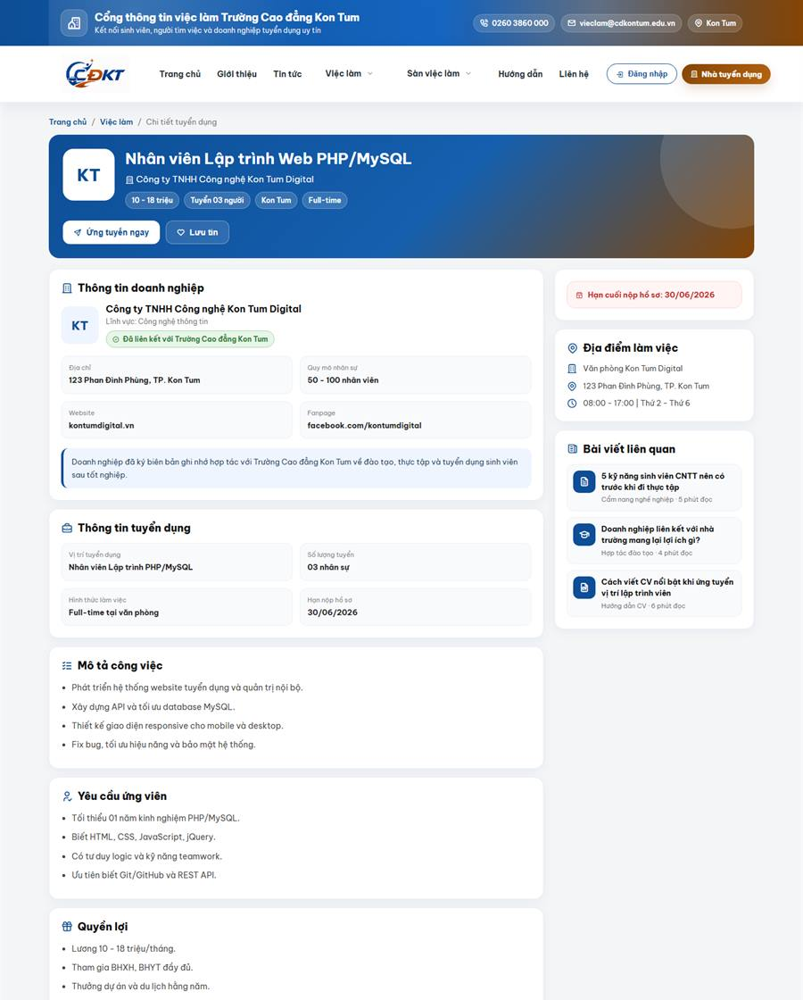 Cổng thông tin việc làm Trường Cao đẳng Kon Tum
Kết nối sinh viên, người tìm việc và doanh nghiệp tuyển dụng uy tín
0260 3860 000
vieclam@cdkontum.edu.vn
Kon Tum
CĐKT
Trang chủ
Giới thiệu
Tin tức
Việc làm
Sàn việc làm
Hướng dẫn
Liên hệ
Đăng nhập
Nhà tuyển dụng
Trang chủ / Việc làm / Chi tiết tuyển dụng
KT
Nhân viên Lập trình Web PHP/MySQL
Công ty TNHH Công nghệ Kon Tum Digital
10 - 18 triệu
Tuyển 03 người
Kon Tum
Full-time
Ứng tuyển ngay
Lưu tin
Thông tin doanh nghiệp
KT
Công ty TNHH Công nghệ Kon Tum Digital
Lĩnh vực: Công nghệ thông tin
Đã liên kết với Trường Cao đẳng Kon Tum
Địa chỉ
123 Phan Đình Phùng, TP. Kon Tum
Quy mô nhân sự
50 - 100 nhân viên
Website
kontumdigital.vn
Fanpage
facebook.com/kontumdigital
Doanh nghiệp đã ký biên bản ghi nhớ hợp tác với Trường Cao đẳng Kon Tum về đào tạo, thực tập và tuyển dụng sinh viên
sau tốt nghiệp.
Thông tin tuyển dụng
Vị trí tuyển dụng
Nhân viên Lập trình PHP/MySQL
Số lượng tuyển
03 nhân sự
Hình thức làm việc
Full-time tại văn phòng
Hạn nộp hồ sơ
30/06/2026
Mô tả công việc
• Phát triển hệ thống website tuyển dụng và quản trị nội bộ.
• Xây dựng API và tối ưu database MySQL.
• Thiết kế giao diện responsive cho mobile và desktop.
• Fix bug, tối ưu hiệu năng và bảo mật hệ thống.
Yêu cầu ứng viên
• Tối thiểu 01 năm kinh nghiệm PHP/MySQL.
• Biết HTML, CSS, JavaScript, jQuery.
• Có tư duy logic và kỹ năng teamwork.
• Ưu tiên biết Git/GitHub và REST API.
Quyền lợi
• Lương 10 - 18 triệu/tháng.
• Tham gia BHXH, BHYT đầy đủ.
• Thưởng dự án và du lịch hằng năm.
Hạn cuối nộp hồ sơ: 30/06/2026
Địa điểm làm việc
Văn phòng Kon Tum Digital
123 Phan Đình Phùng, TP. Kon Tum
08:00 - 17:00 | Thứ 2 - Thứ 6
Bài viết liên quan
5 kỹ năng sinh viên CNTT nên có
trước khi đi thực tập
Cẩm nang nghề nghiệp · 5 phút đọc
Doanh nghiệp liên kết với nhà
trường mang lại lợi ích gì?
Hợp tác đào tạo · 4 phút đọc
Cách viết CV nổi bật khi ứng tuyển
vị trí lập trình viên
Hướng dẫn CV · 6 phút đọc